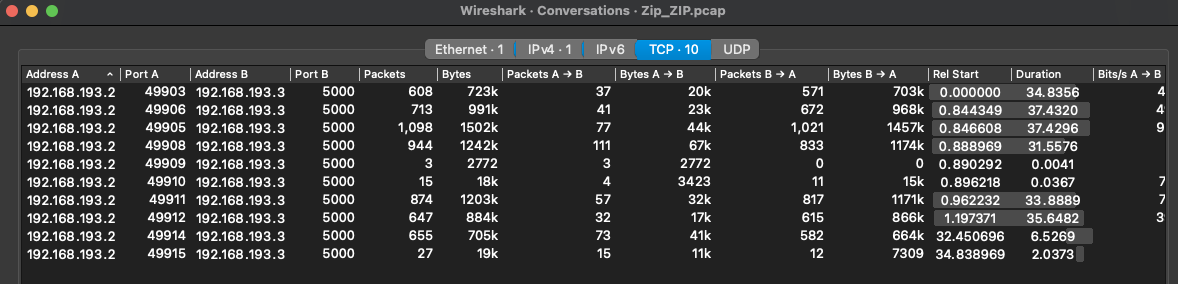 Wireshark · Conversations · Zip_ZIP.pcap
Ethernet · 1 IPv4 · 1 IPv6 TCP · 10 UDP
Address A Port A Address B Port B Packets Bytes Packets A → B Bytes A → B Packets B → A Bytes B → A Rel Start Duration Bits/s A → B
192.168.193.2 49903 192.168.193.3 5000 608 723k 37 20k 571 703k 0.000000 34.8356
192.168.193.2 49906 192.168.193.3 5000 713 991k 41 23k 672 968k 0.844349 37.4320
192.168.193.2 49905 192.168.193.3 5000 1,098 1502k 77 44k 1,021 1457k 0.846608 37.4296
192.168.193.2 49908 192.168.193.3 5000 944 1242k 111 67k 833 1174k 0.888969 31.5576
192.168.193.2 49909 192.168.193.3 5000 3 2772 3 2772 0 0 0.890292 0.0041
192.168.193.2 49910 192.168.193.3 5000 15 18k 4 3423 11 15k 0.896218 0.0367
192.168.193.2 49911 192.168.193.3 5000 874 1203k 57 32k 817 1171k 0.962232 33.8889
192.168.193.2 49912 192.168.193.3 5000 647 884k 32 17k 615 866k 1.197371 35.6482
192.168.193.2 49914 192.168.193.3 5000 655 705k 73 41k 582 664k 32.450696 6.5269
192.168.193.2 49915 192.168.193.3 5000 27 19k 15 11k 12 7309 34.838969 2.0373